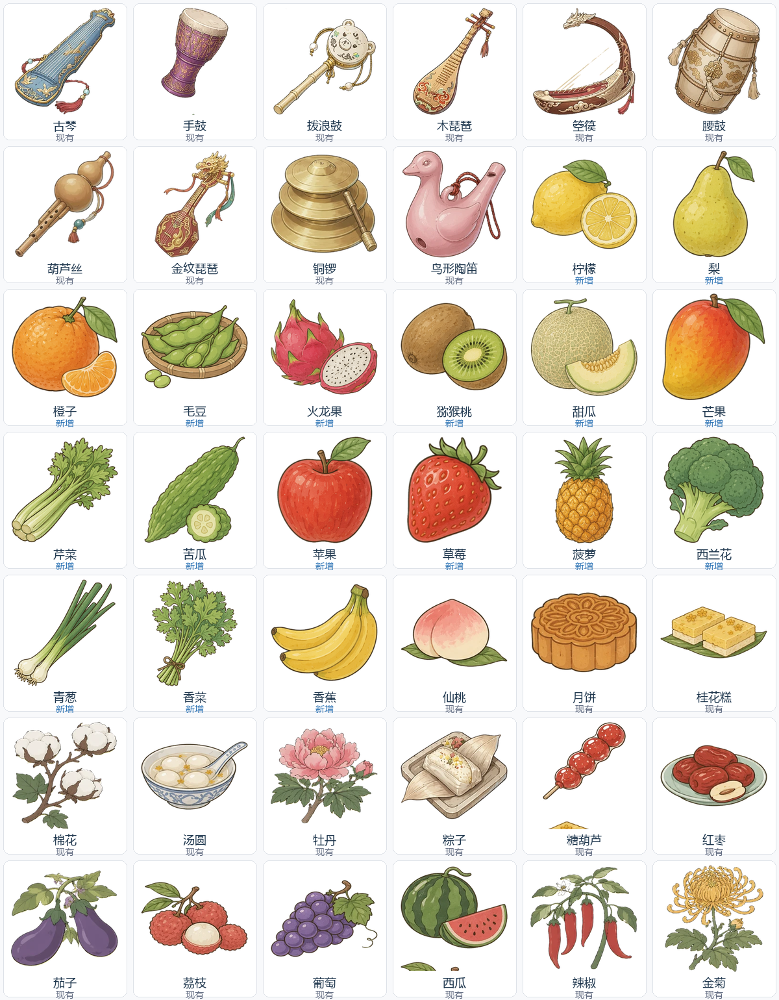 古琴
现有
手鼓
现有
拨浪鼓
现有
木琵琶
现有
箜篌
现有
腰鼓
现有
葫芦丝
现有
金纹琵琶
现有
铜锣
现有
鸟形陶笛
现有
柠檬
新增
梨
新增
橙子
新增
毛豆
新增
火龙果
新增
猕猴桃
新增
甜瓜
新增
芒果
新增
芹菜
新增
苦瓜
新增
苹果
新增
草莓
新增
菠萝
新增
西兰花
新增
青葱
新增
香菜
新增
香蕉
新增
仙桃
现有
月饼
现有
桂花糕
现有
棉花
现有
汤圆
现有
牡丹
现有
粽子
现有
糖葫芦
现有
红枣
现有
茄子
现有
荔枝
现有
葡萄
现有
西瓜
现有
辣椒
现有
金菊
现有